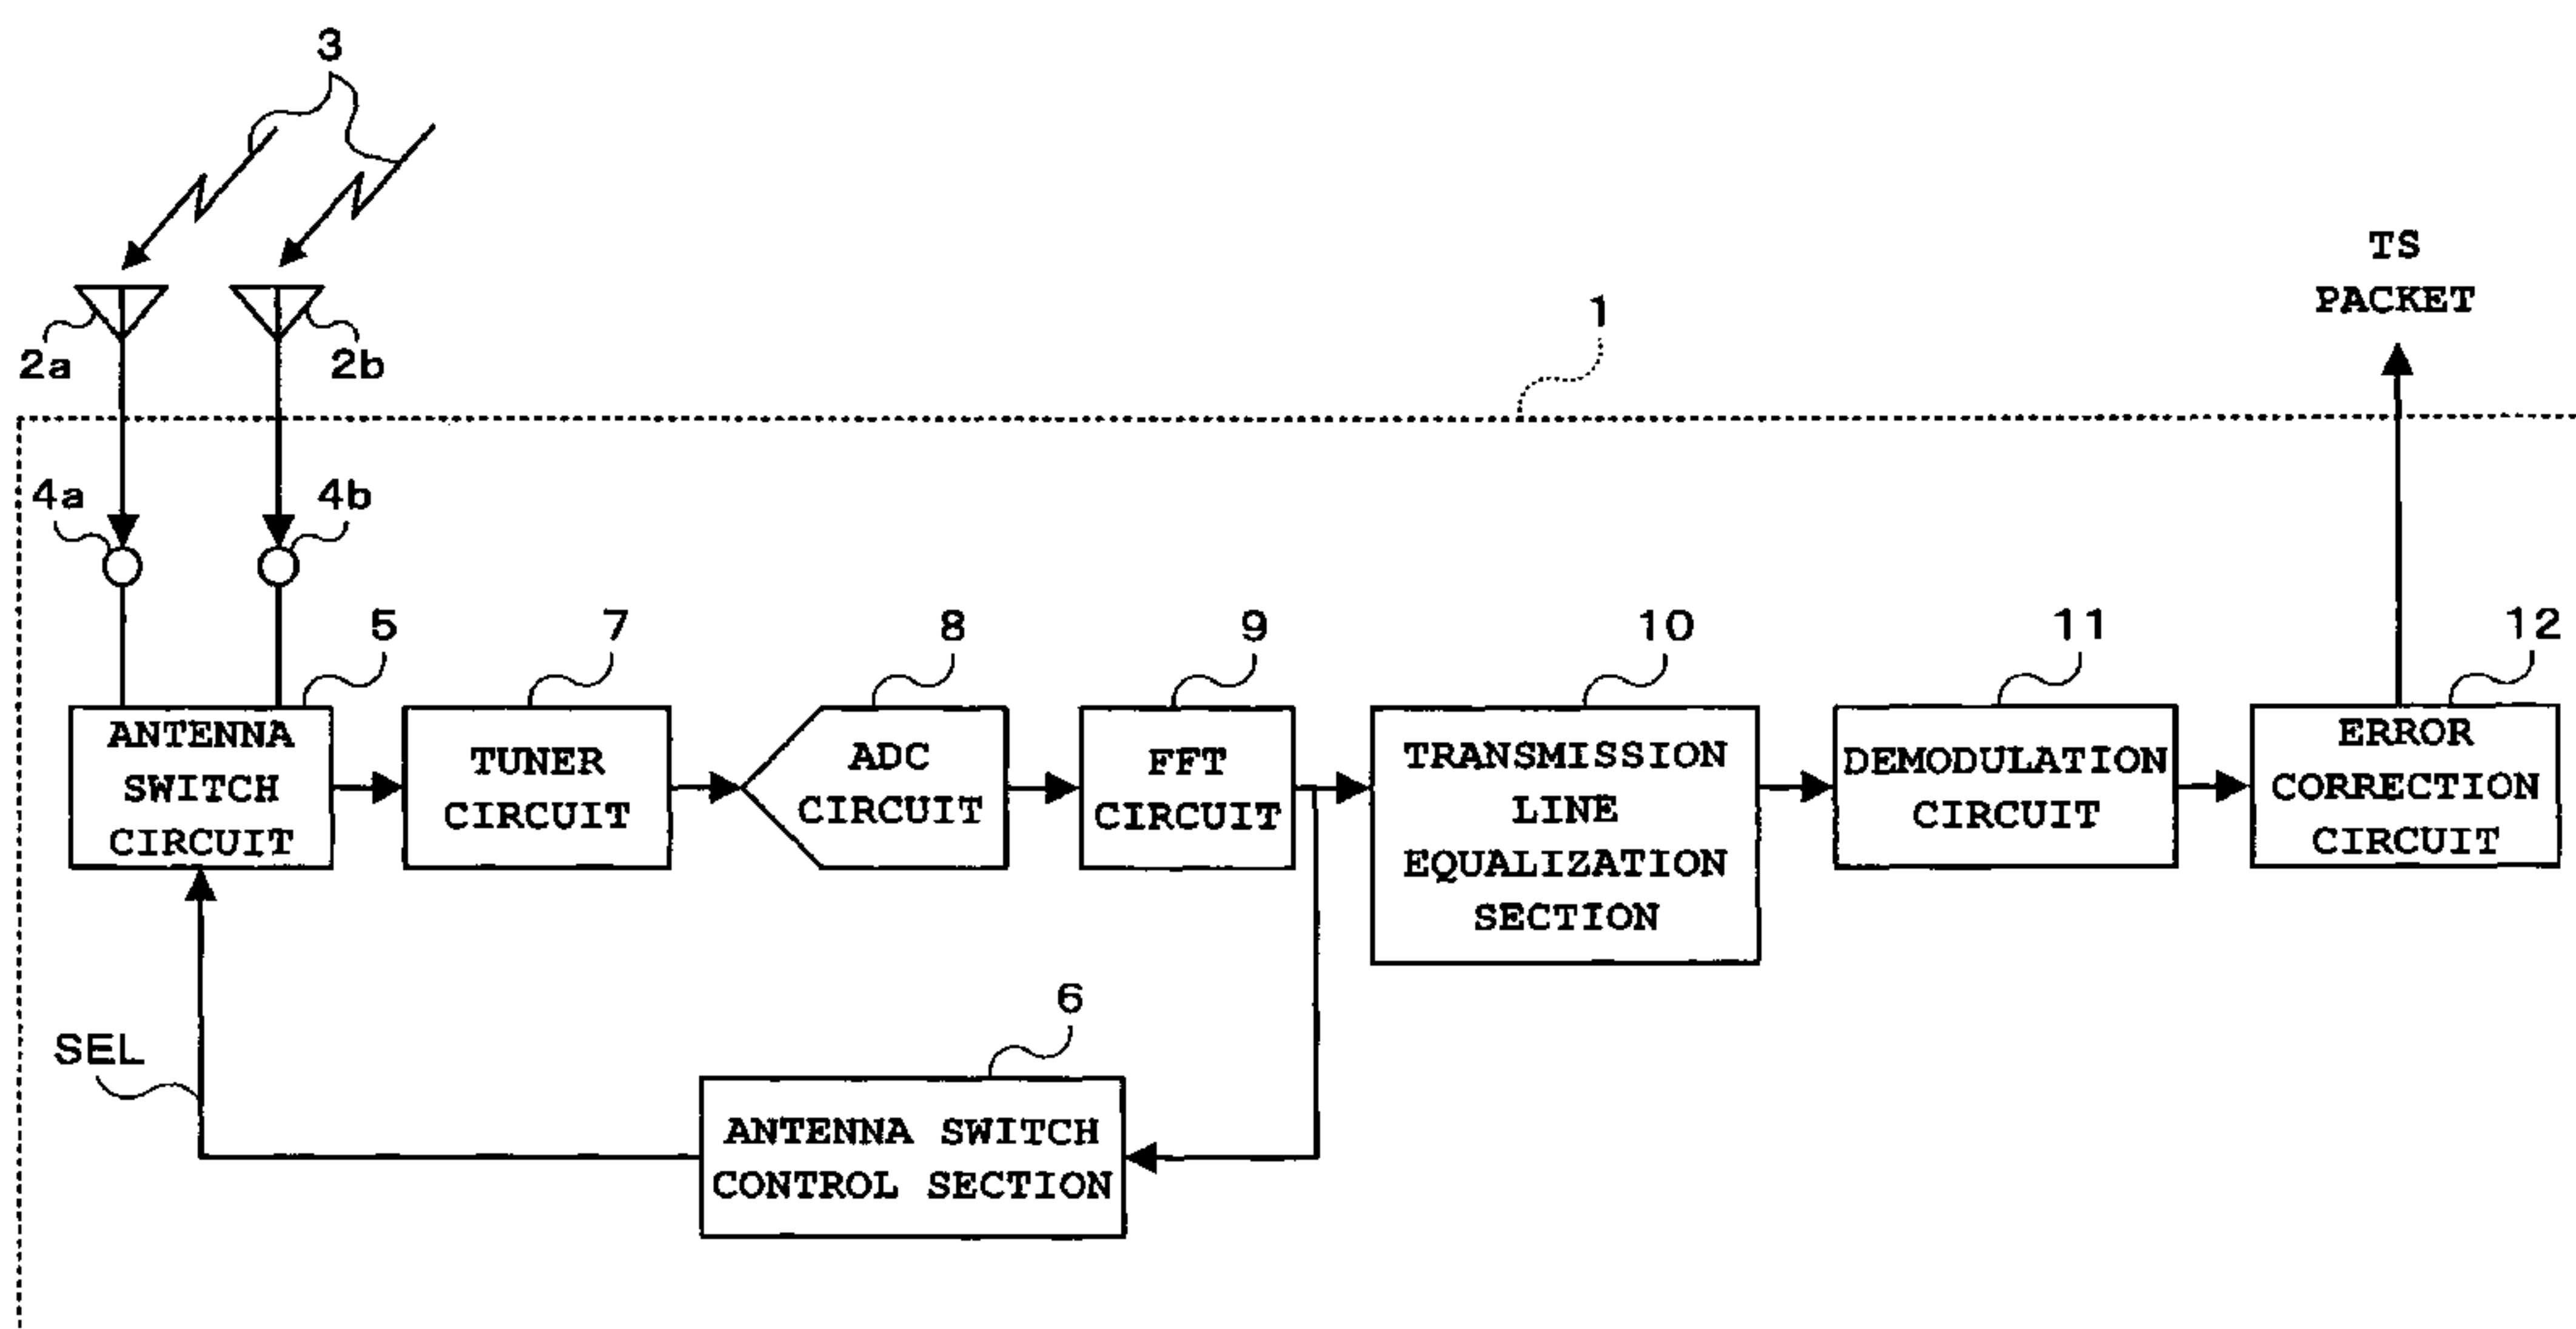 3
TS
PACKET
1
2a
2b
4a
4b
5
7
8
9
10
11
12
ANTENNA
SWITCH
CIRCUIT
TUNER
CIRCUIT
ADC
CIRCUIT
FFT
CIRCUIT
TRANSMISSION
LINE
EQUALIZATION
SECTION
DEMODULATION
CIRCUIT
ERROR
CORRECTION
CIRCUIT
6
SEL
ANTENNA SWITCH
CONTROL SECTION